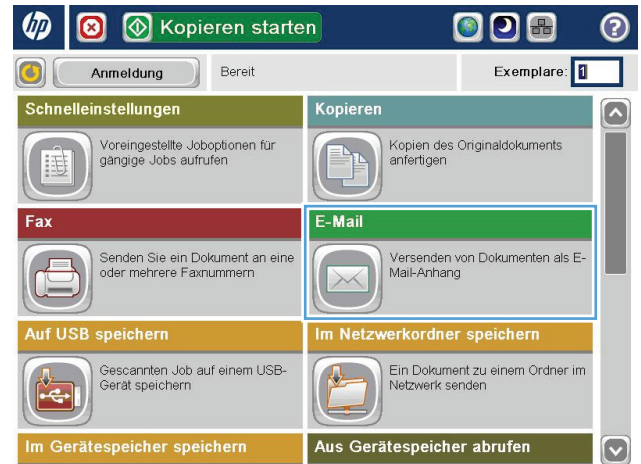 hp
Kopieren starten
?
Anmeldung
Bereit
Exemplare: 1
Schnelleinstellungen
Voreingestellte Joboptionen für
gängige Jobs aufrufen
Kopieren
Kopien des Originaldokuments
anfertigen
Fax
Senden Sie ein Dokument an eine
oder mehrere Faxnummern
E-Mail
Versenden von Dokumenten als E-
Mail-Anhang
Auf USB speichern
Gescannten Job auf einem USB-
Gerät speichern
Im Netzwerkordner speichern
Ein Dokument zu einem Ordner im
Netzwerk senden
Im Gerätespeicher speichern
Aus Gerätespeicher abrufen